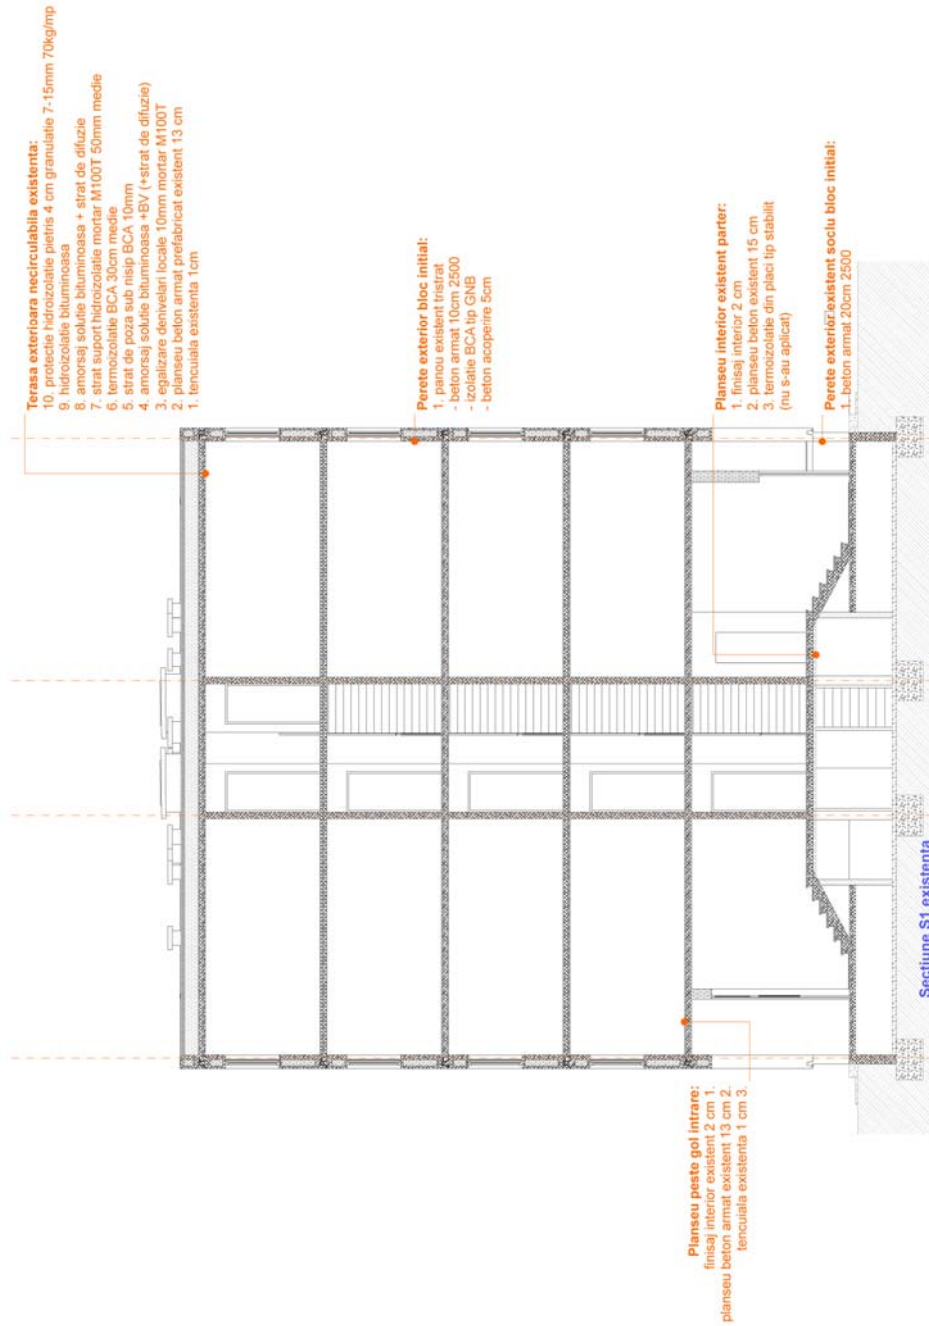 Terasa exterioara necirculabila existenta:
10. protectie hidroizolatie pietris 4 cm granulatie 7-15mm 70kg/mp
9. hidroizolatie bituminoasa
8. amorsaj solutie bituminoasa + strat de difuzie
7. strat suport hidroizolatie mortar M100T 50mm medie
6. termoizolatie BCA 30cm medie
5. strat de poza sub nisip BCA 10mm
4. amorsaj solutie bituminoasa +BV (+strat de difuzie)
3. egalizare denivelari locale 10mm mortar M100T
2. planseu beton armat prefabricat existent 13 cm
1. tencuiala existenta 1cm
Perete exterior bloc initial:
1. panou existent tristrat
- beton armat 10cm 2500
- izolatie BCA tip GNB
- beton acoperire 5cm
Planseu interior existent parter:
1. finisaj interior 2 cm
2. planseu beton existent 15 cm
3. termoizolatie din placi tip stabilit
(nu s-au aplicat)
Perete exterior existent soclu bloc initial:
1. beton armat 20cm 2500
Planseu peste gol intrare:
finisaj interior existent 2 cm 1.
planseu beton armat existent 13 cm 2.
tencuiala existenta 1 cm 3.
Sectiune S1 existenta